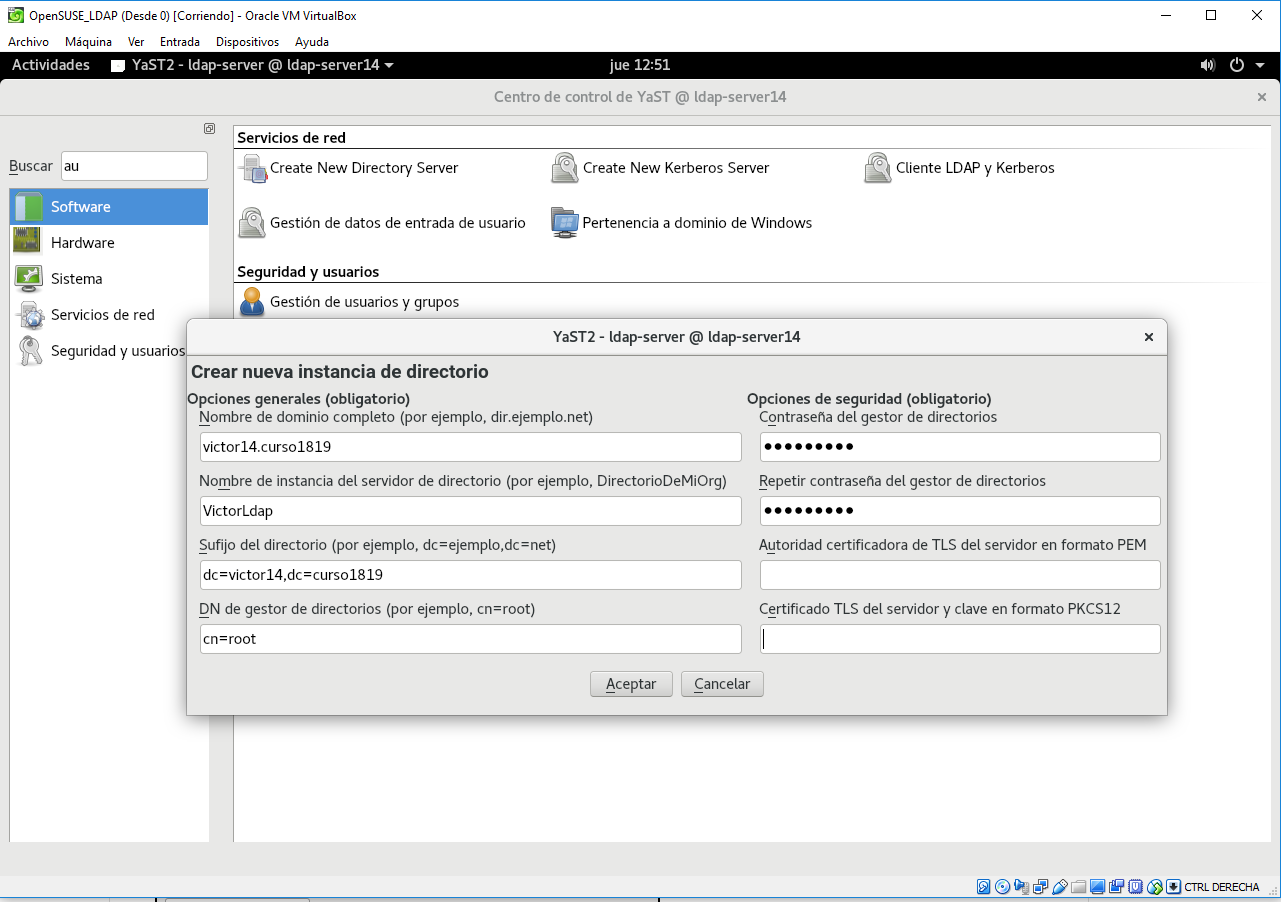 OpenSUSE_LDAP (Desde 0) [Corriendo] - Oracle VM VirtualBox
Archivo Máquina Ver Entrada Dispositivos Ayuda
Actividades YaST2 - ldap-server @ ldap-server14 jue 12:51
Centro de control de YaST @ ldap-server14
Buscar au
Software
Hardware
Sistema
Servicios de red
Seguridad y usuarios
Servicios de red
Create New Directory Server Create New Kerberos Server Cliente LDAP y Kerberos
Gestión de datos de entrada de usuario Pertenencia a dominio de Windows
Seguridad y usuarios
Gestión de usuarios y grupos
YaST2 - ldap-server @ ldap-server14
Crear nueva instancia de directorio
Opciones generales (obligatorio)
Nombre de dominio completo (por ejemplo, dir.ejemplo.net)
victor14.curso1819
Nombre de instancia del servidor de directorio (por ejemplo, DirectorioDeMiOrg)
VictorLdap
Sufijo del directorio (por ejemplo, dc=ejemplo,dc=net)
dc=victor14,dc=curso1819
DN de gestor de directorios (por ejemplo, cn=root)
cn=root
Opciones de seguridad (obligatorio)
Contraseña del gestor de directorios
●●●●●●●●●
Repetir contraseña del gestor de directorios
●●●●●●●●●
Autoridad certificadora de TLS del servidor en formato PEM
Certificado TLS del servidor y clave en formato PKCS12
Aceptar Cancelar
CTRL DERECHA